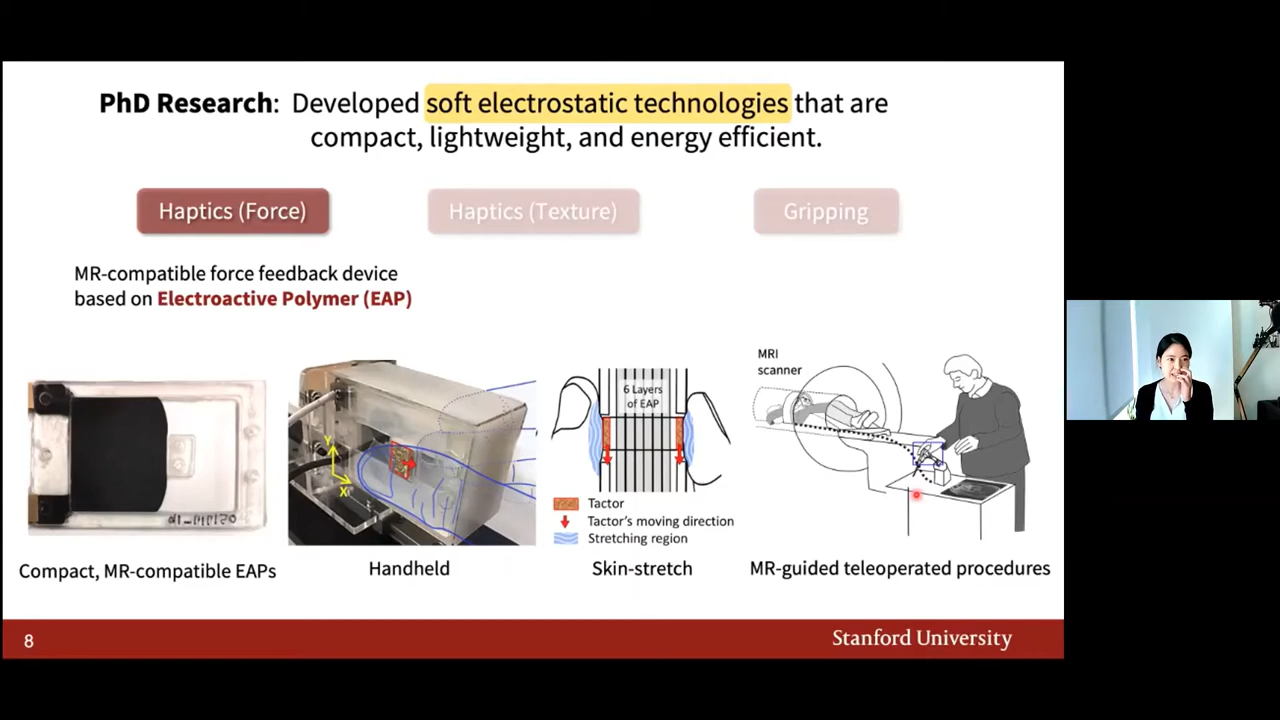 PhD Research: Developed soft electrostatic technologies that are
compact, lightweight, and energy efficient.
Haptics (Force)
Haptics (Texture)
Gripping
MR-compatible force feedback device
based on Electroactive Polymer (EAP)
Compact, MR-compatible EAPs
Y
X
Handheld
6 Layers
of EAP
Tactor
Tactor's moving direction
Stretching region
Skin-stretch
MRI
scanner
MR-guided teleoperated procedures
8
Stanford University